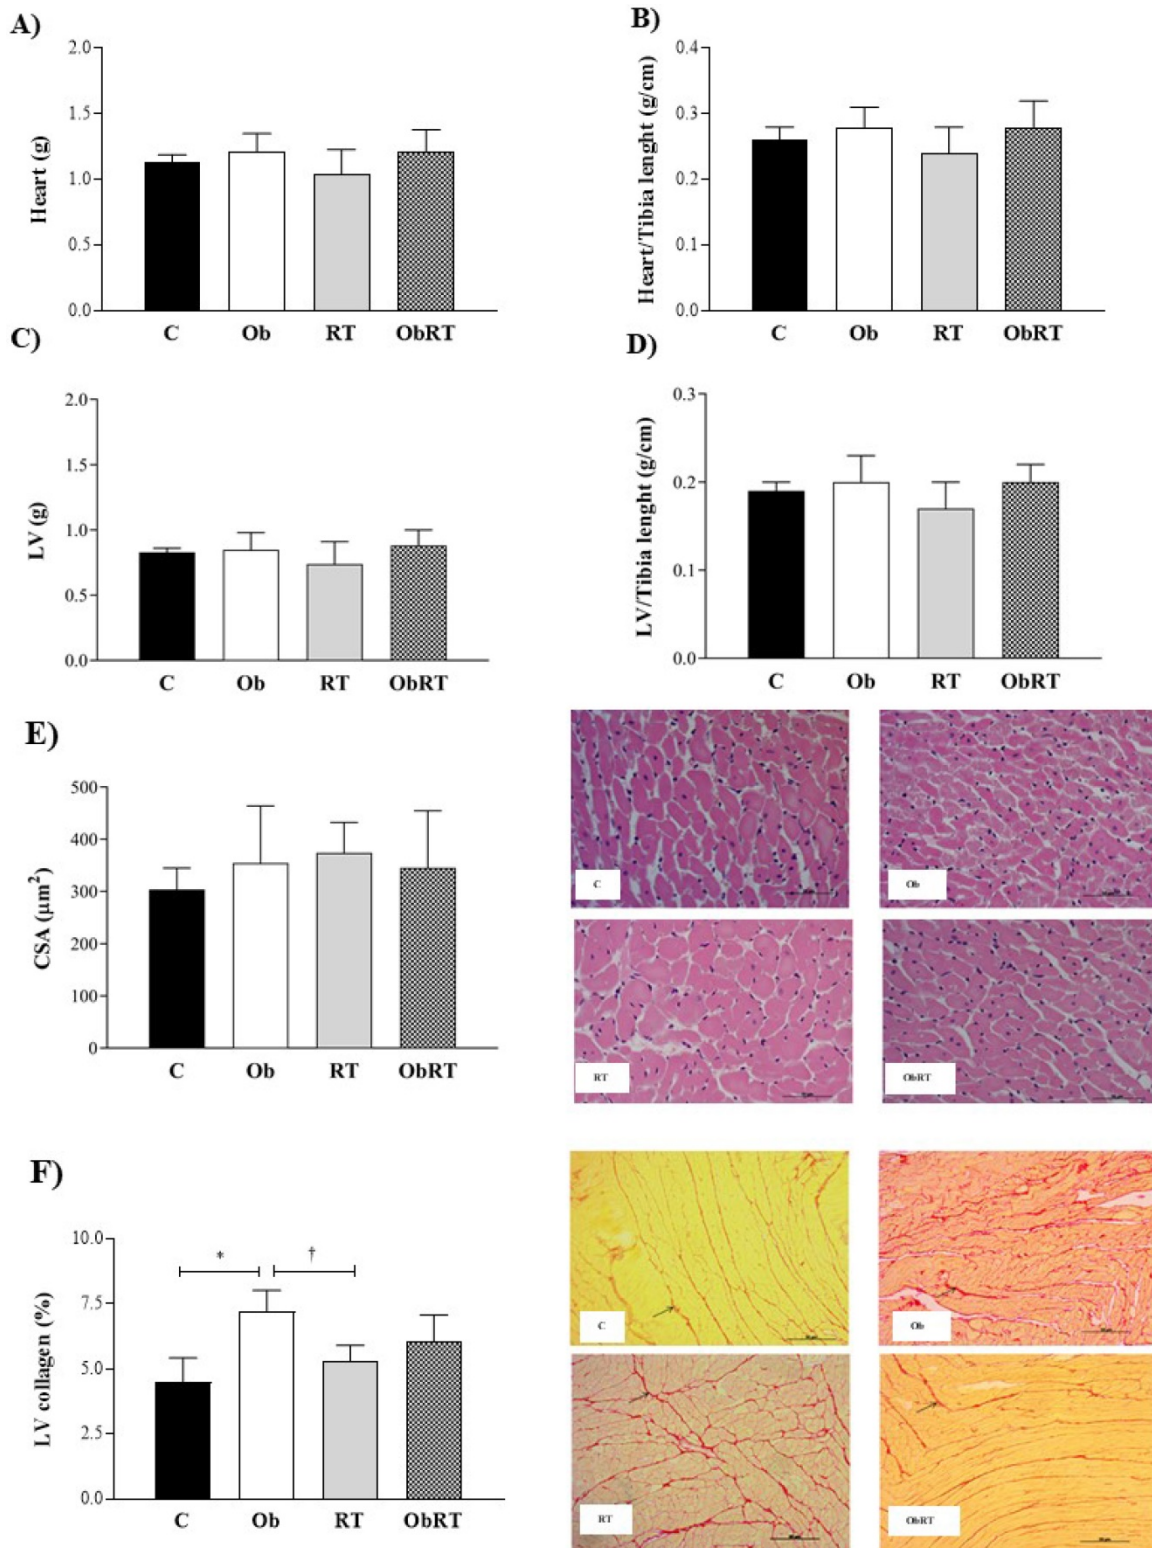 A)
2.0
1.5
1.0
0.5
0.0
Heart (g)
C Ob RT ObRT
B)
0.4
0.3
0.2
0.1
0.0
Heart/Tibia lenght (g/cm)
C Ob RT ObRT
C)
2.0
1.5
1.0
0.5
0.0
LV (g)
C Ob RT ObRT
D)
0.3
0.2
0.1
0.0
LV/Tibia lenght (g/cm)
C Ob RT ObRT
E)
500
400
300
200
100
0
CSA (µm²)
C Ob RT ObRT
C
Ob
RT
ObRT
F)
10.0
7.5
5.0
2.5
0.0
LV collagen (%)
* †
C Ob RT ObRT
C
Ob
RT
ObRT